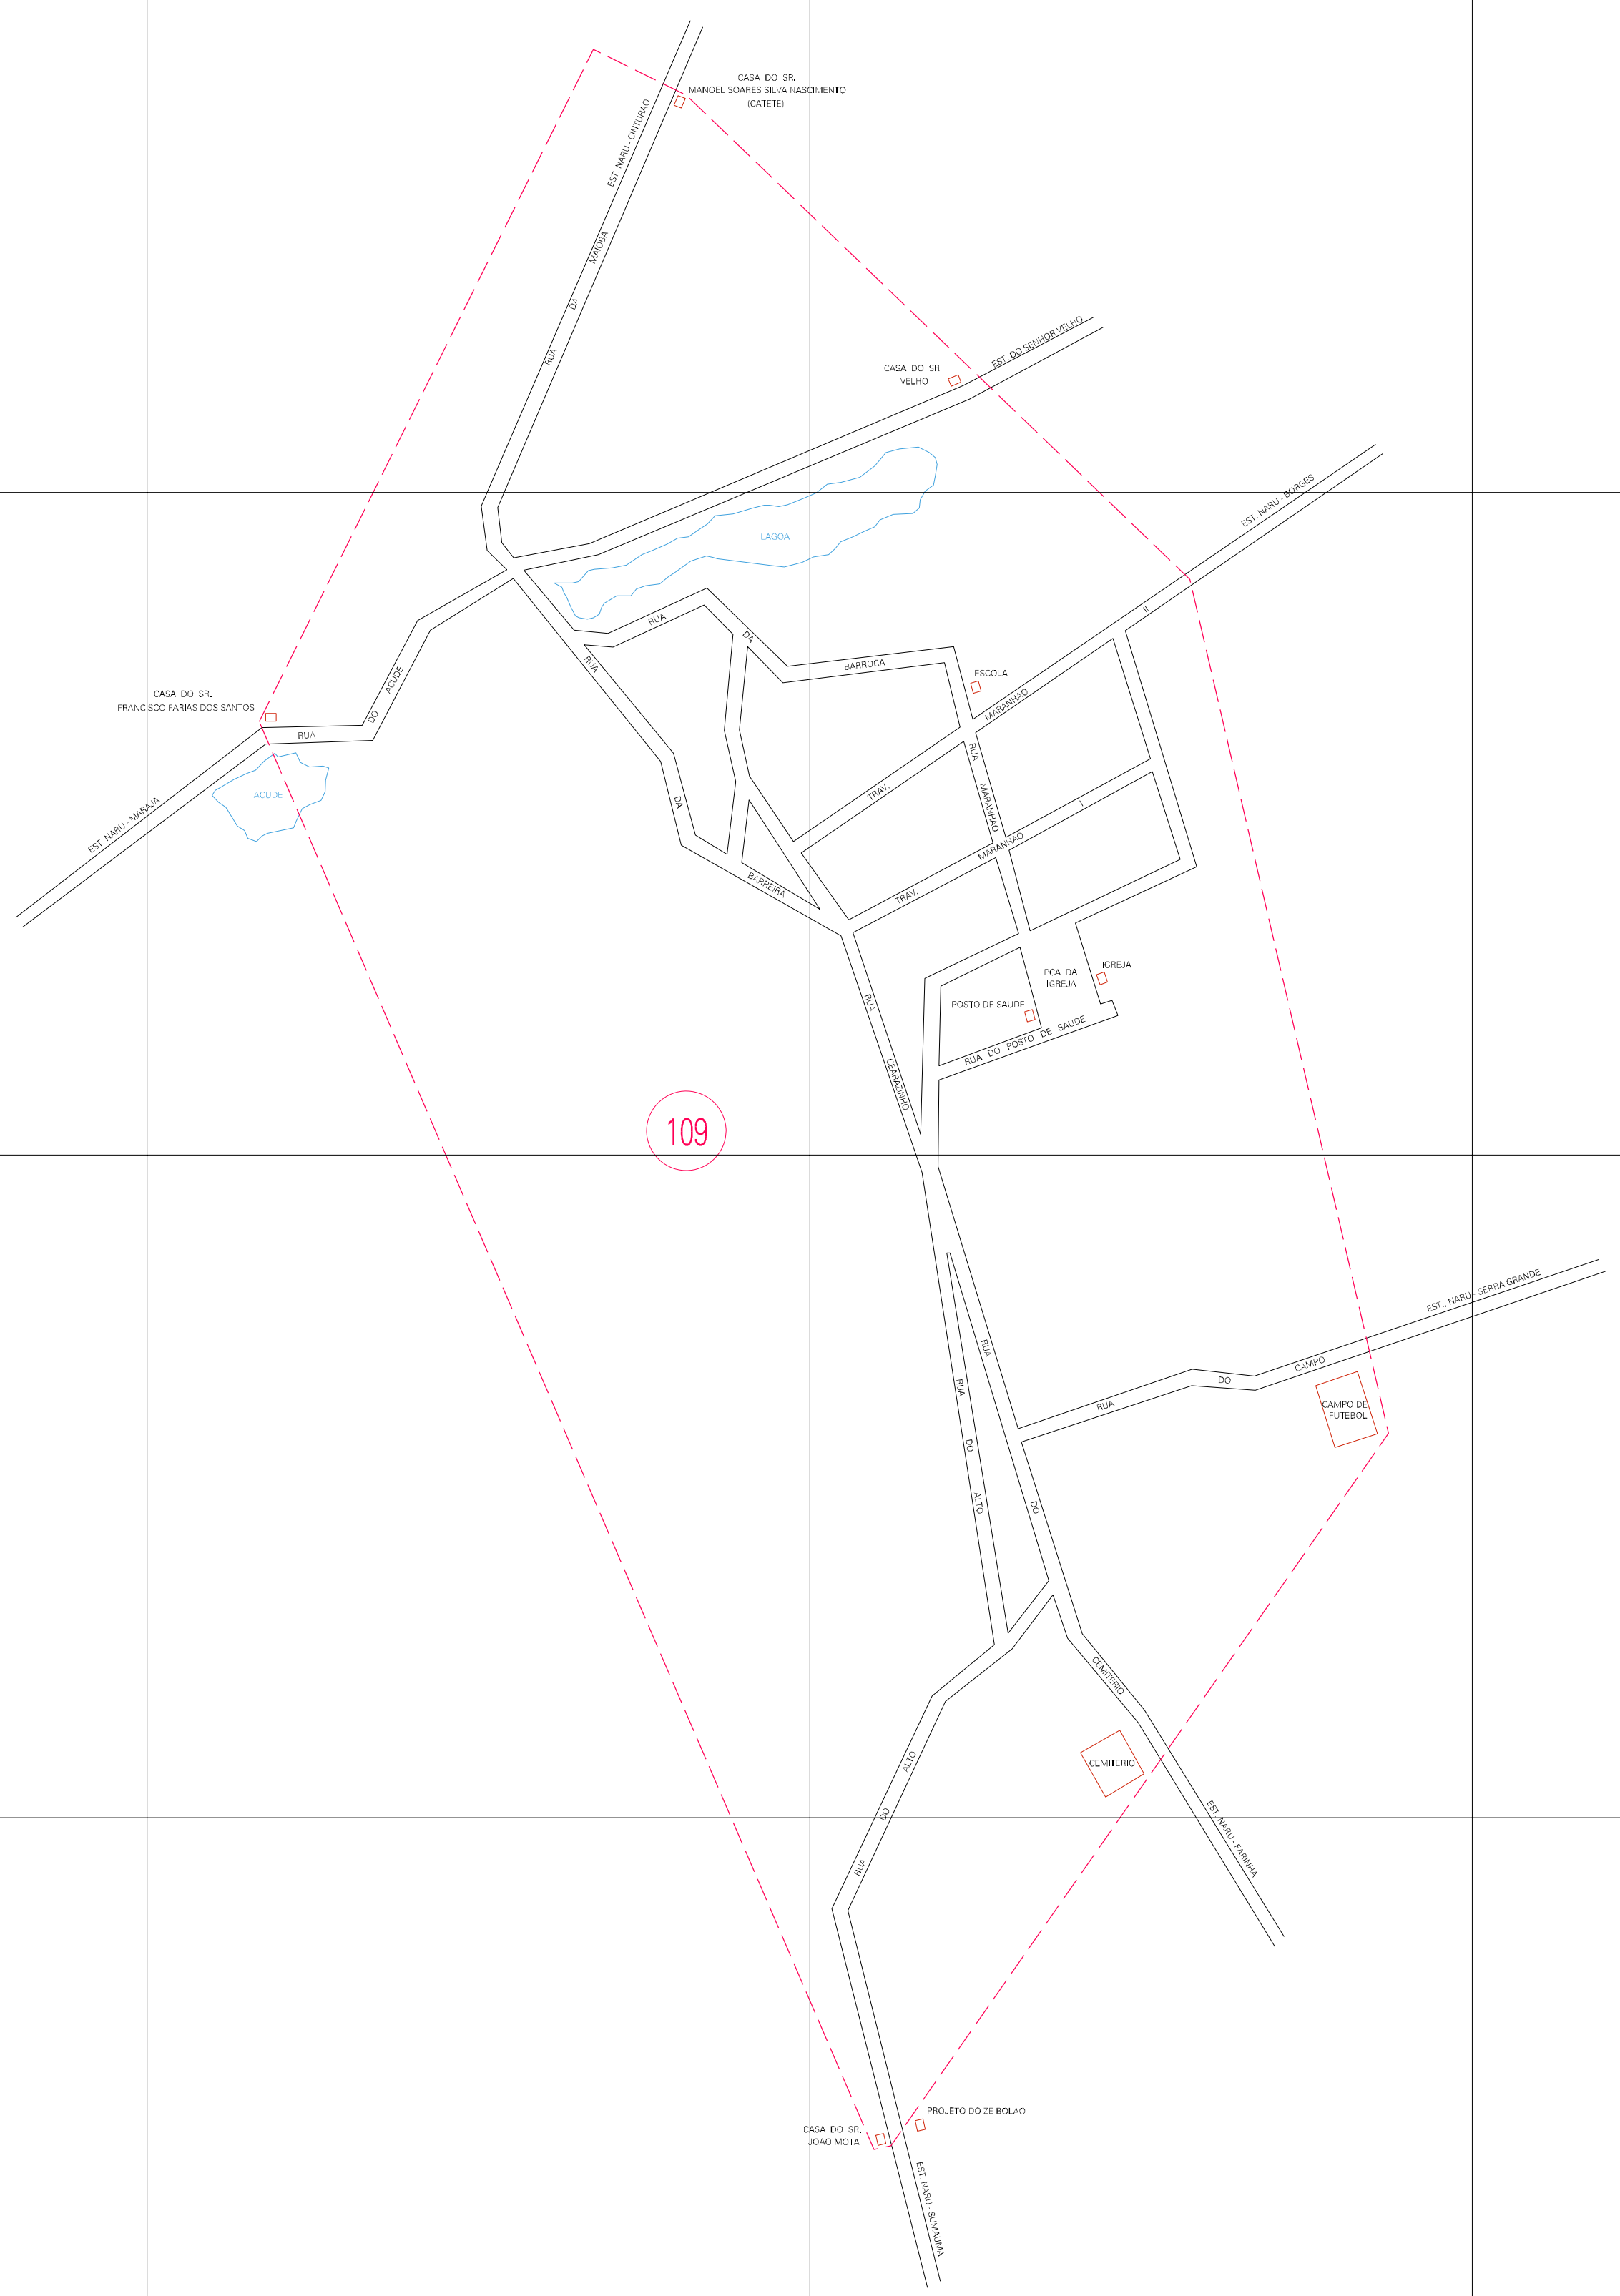 CASA DO SR.
MANOEL SOARES SILVA NASCIMENTO
(CATETE)
EST. NARU - CINTURAO
RUA DA MAIOBA
EST. DO SENHOR VELHO
CASA DO SR.
VELHO
EST. NARU - BORGES
LAGOA
RUA DA BARROCA
TRAV. MARANHAO II
ESCOLA
CASA DO SR.
FRANCISCO FARIAS DOS SANTOS
RUA DO ACUDE
ACUDE
EST. NARU - MARAJA
RUA DA BARREIRA
RUA MARANHAO
TRAV. MARANHAO I
IGREJA
PCA. DA
IGREJA
POSTO DE SAUDE
RUA DO POSTO DE SAUDE
RUA CEARAZINHO
109
EST.. NARU - SERRA GRANDE
RUA DO CAMPO
CAMPO DE
FUTEBOL
RUA DO ALTO
RUA DO CEMITERIO
CEMITERIO
RUA DO ALTO
EST. NARU - FARINHA
PROJETO DO ZE BOLAO
CASA DO SR.
JOAO MOTA
EST. NARU - SUMAUMA